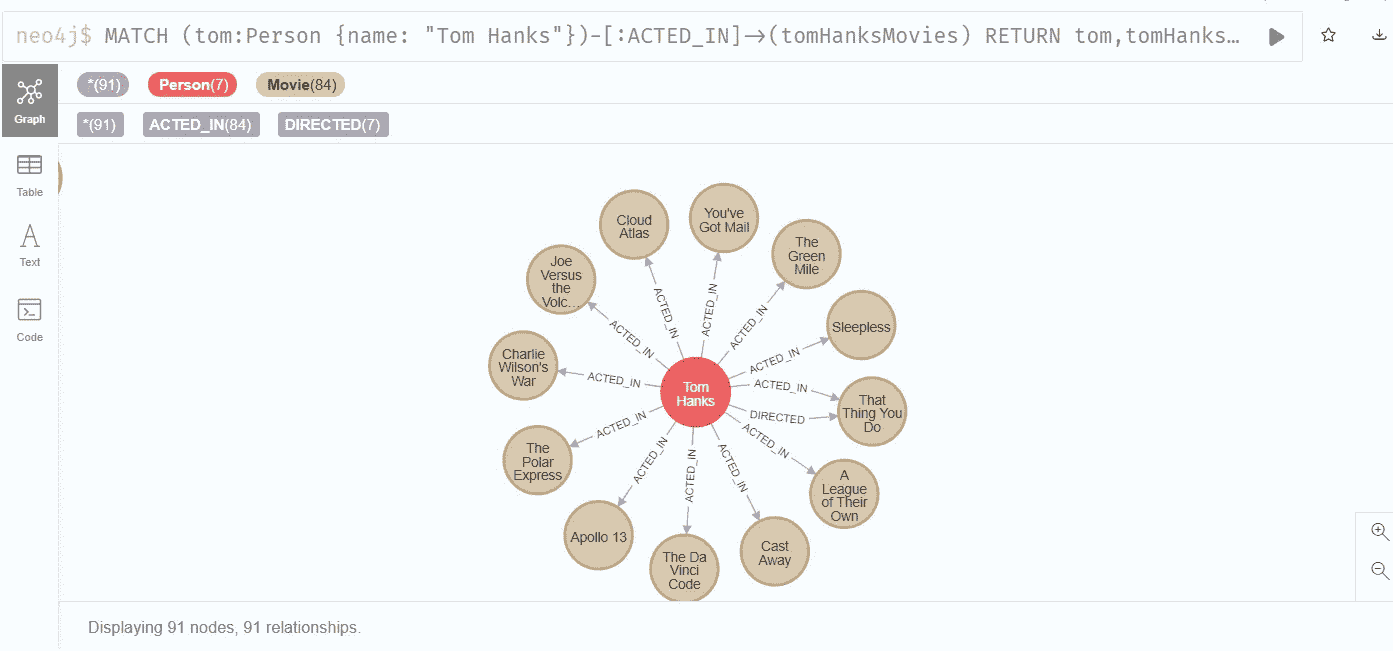 neo4j$ MATCH (tom:Person {name: "Tom Hanks"})-[:ACTED_IN]->(tomHanksMovies) RETURN tom,tomHanks…
*(91) Person(7) Movie(84)
*(91) ACTED_IN(84) DIRECTED(7)
Graph
Table
Text
Code
Cloud
Atlas
You've
Got Mail
The
Green
Mile
Joe
Versus
the
Volc…
Sleepless
Charlie
Wilson's
War
Tom
Hanks
That
Thing You
Do
The
Polar
Express
A
League
of Their
Own
Apollo 13
The Da
Vinci
Code
Cast
Away
ACTED_IN
ACTED_IN
ACTED_IN
ACTED_IN
ACTED_IN
ACTED_IN
DIRECTED
ACTED_IN
ACTED_IN
ACTED_IN
ACTED_IN
ACTED_IN
ACTED_IN
Displaying 91 nodes, 91 relationships.